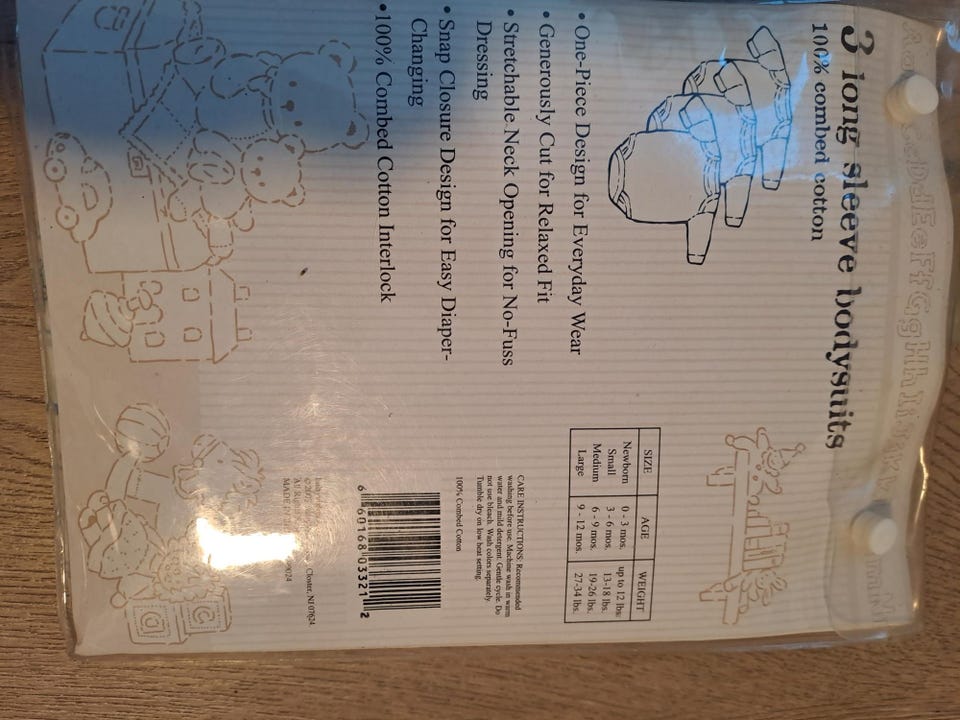 3 long sleeve bodysuits
100% combed cotton
• One-Piece Design for Everyday Wear
• Generously Cut for Relaxed Fit
• Stretchable Neck Opening for No-Fuss
Dressing
• Snap Closure Design for Easy Diaper-
Changing
• 100% Combed Cotton Interlock
SIZE AGE WEIGHT
Newborn 0 - 3 mos. up to 12 lbs.
Small 3 - 6 mos. 13-18 lbs.
Medium 6 - 9 mos. 19-26 lbs.
Large 9 - 12 mos. 27-34 lbs.
CARE INSTRUCTIONS: Recommended
washing before use. Machine wash in warm
water and mild detergent. Gentle cycle. Do
not use bleach. Wash colors separately.
Tumble dry on low heat setting.
100% Combed Cotton
6 60168 03321 2
Closter, NJ 07624
MADE
C
a